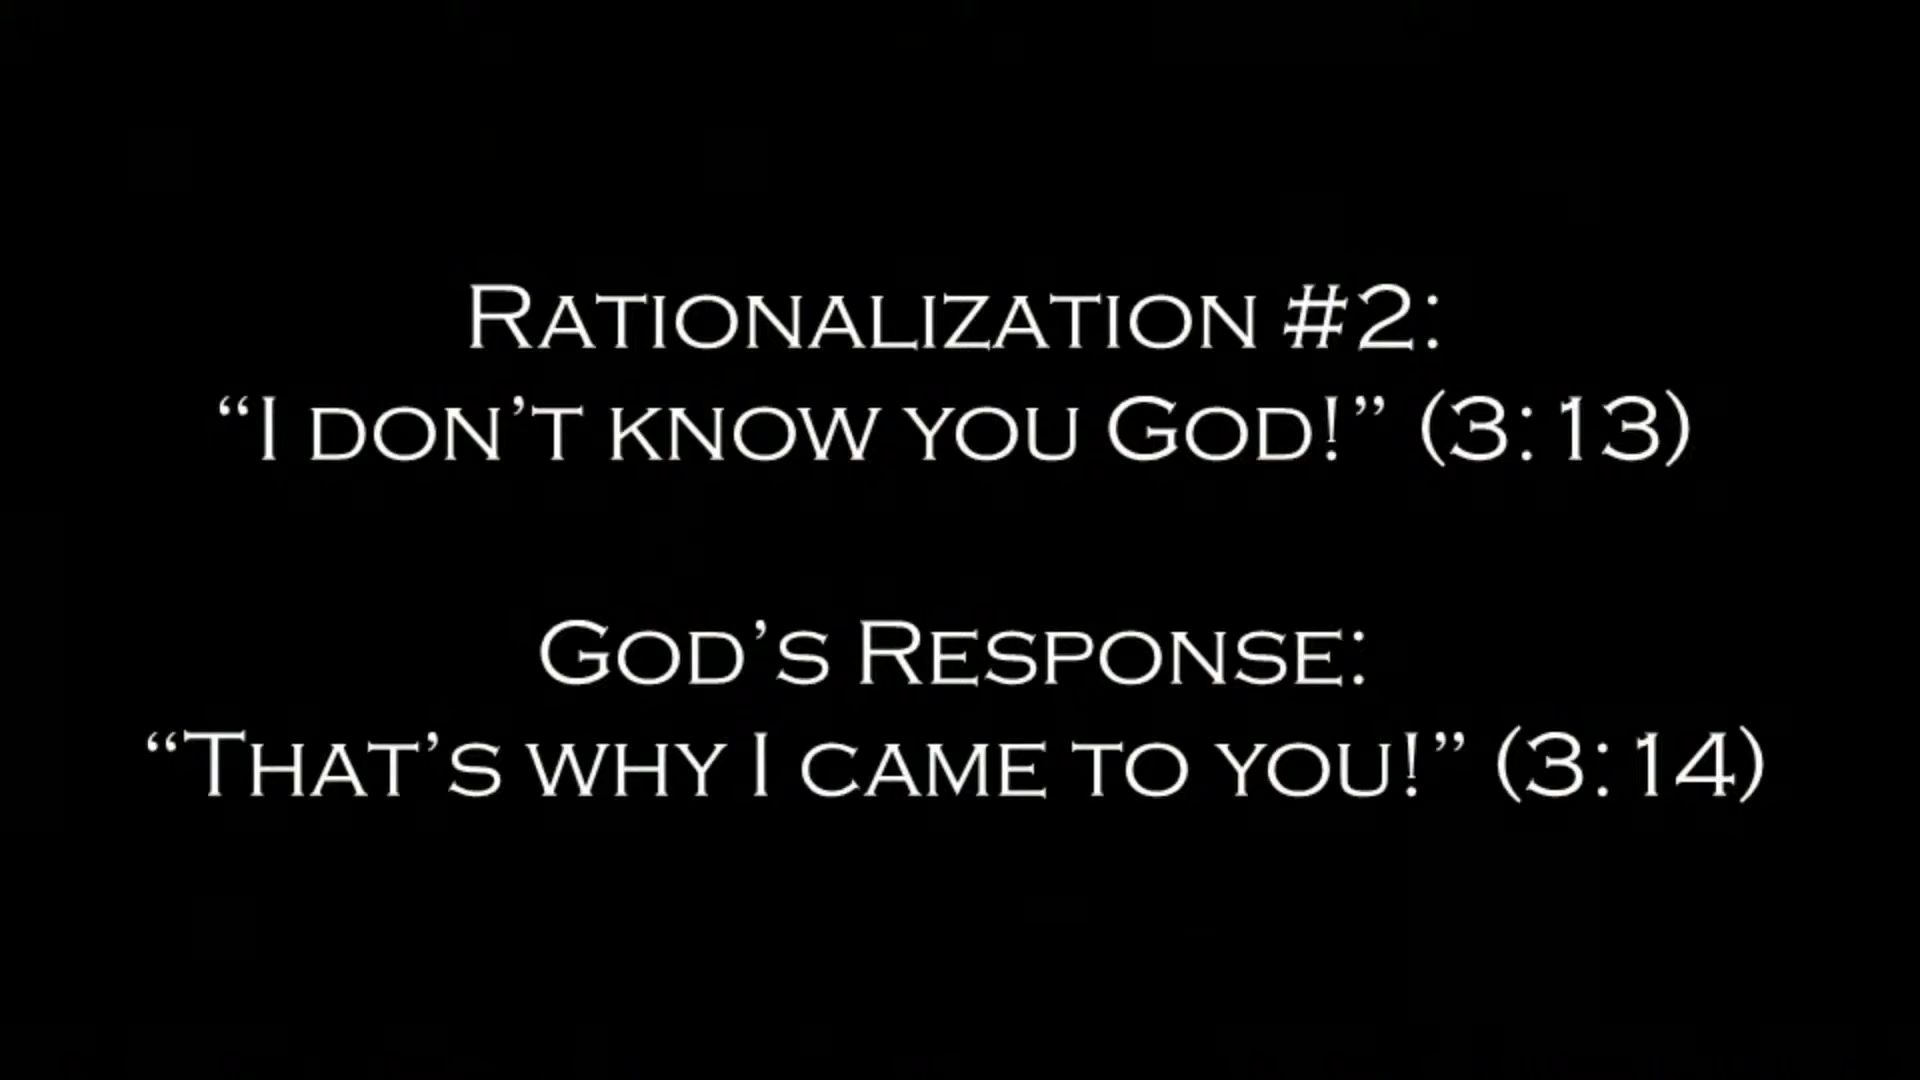 Rationalization #2:
“I don’t know you God!” (3:13)
God’s Response:
“That’s why I came to you!” (3:14)